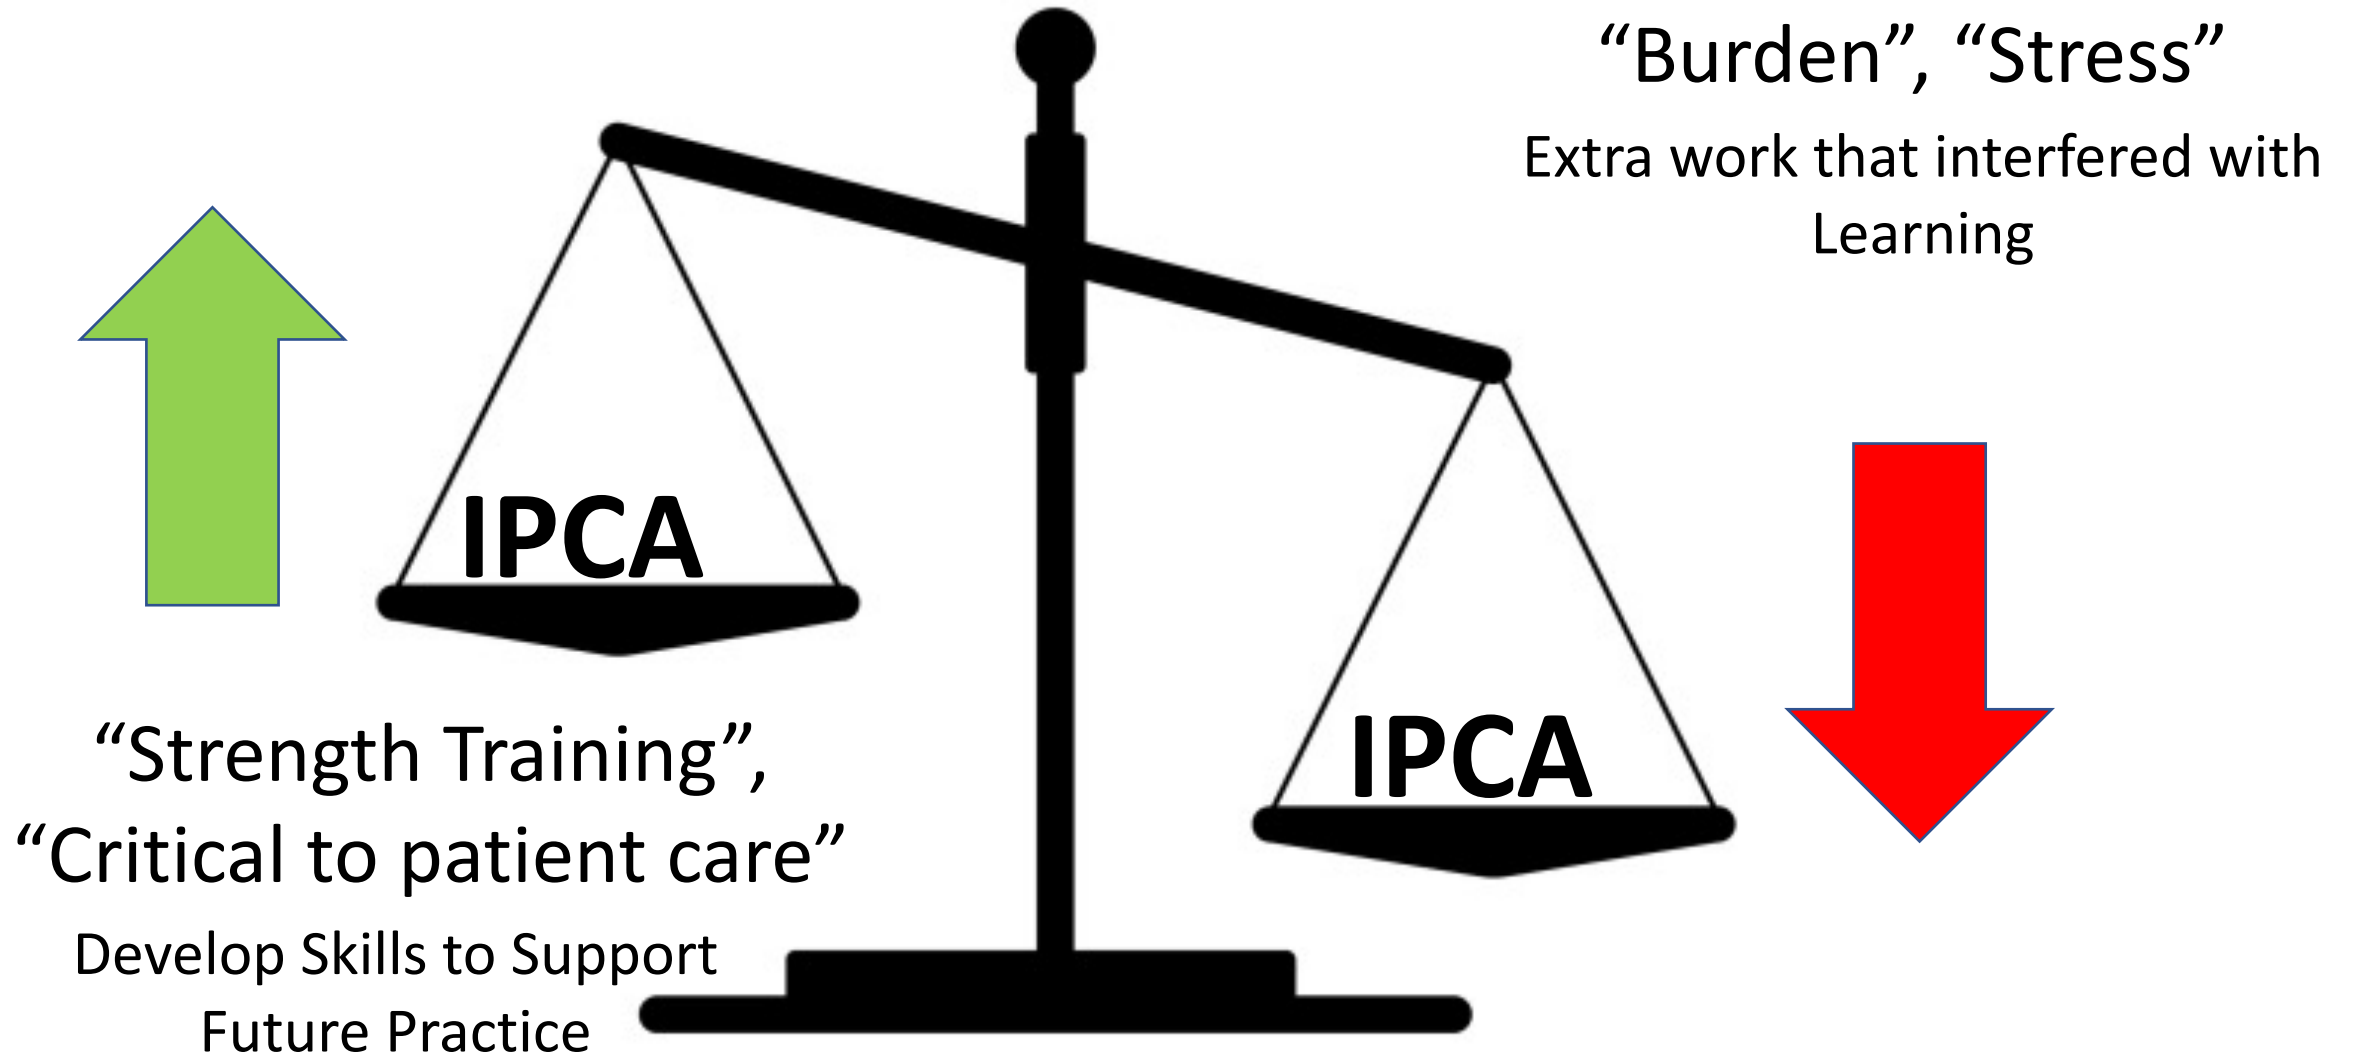 “Burden”, “Stress”
Extra work that interfered with
Learning
IPCA
IPCA
“Strength Training”,
“Critical to patient care”
Develop Skills to Support
Future Practice